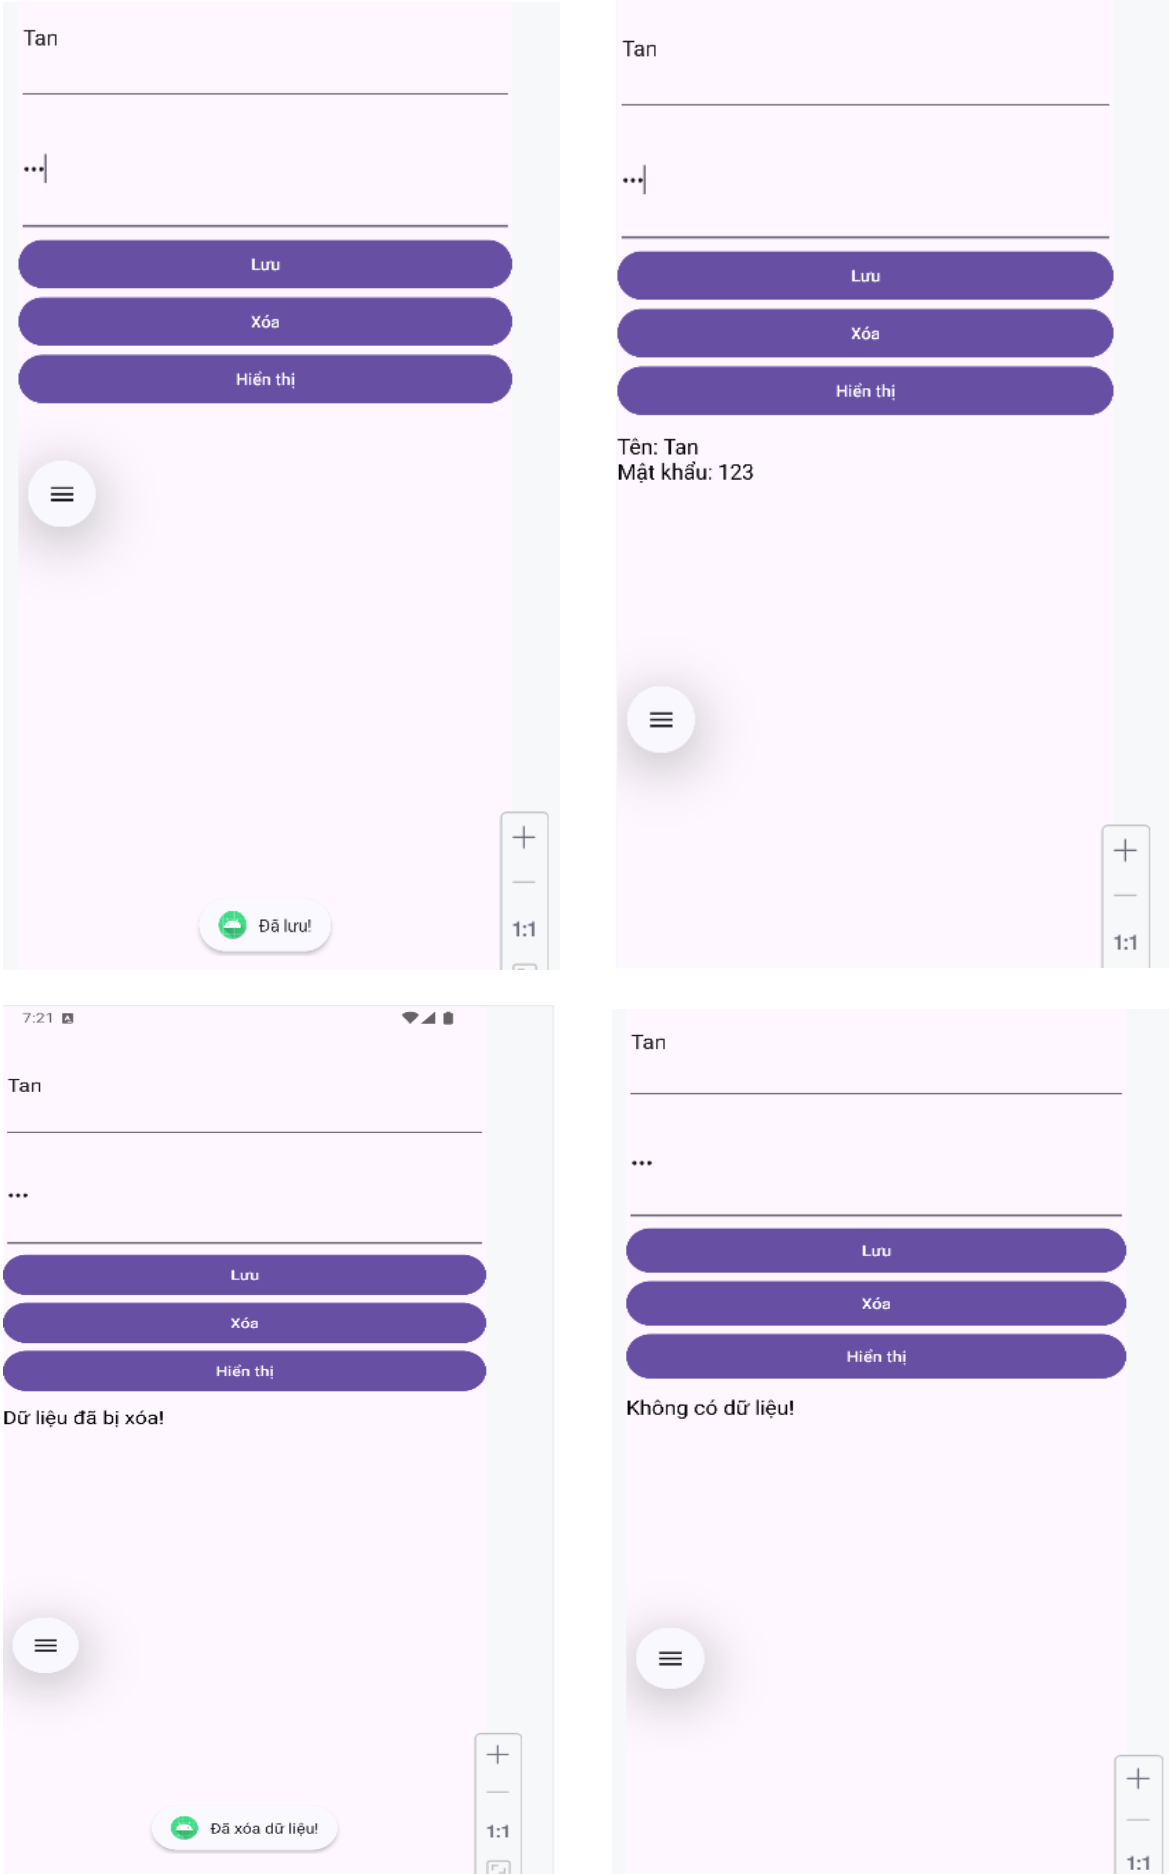 Tan
•••
Lưu
Xóa
Hiển thị
Đã lưu!
1:1
Tan
•••
Lưu
Xóa
Hiển thị
Tên: Tan
Mật khẩu: 123
1:1
7:21
Tan
•••
Lưu
Xóa
Hiển thị
Dữ liệu đã bị xóa!
Đã xóa dữ liệu!
1:1
Tan
•••
Lưu
Xóa
Hiển thị
Không có dữ liệu!
1:1